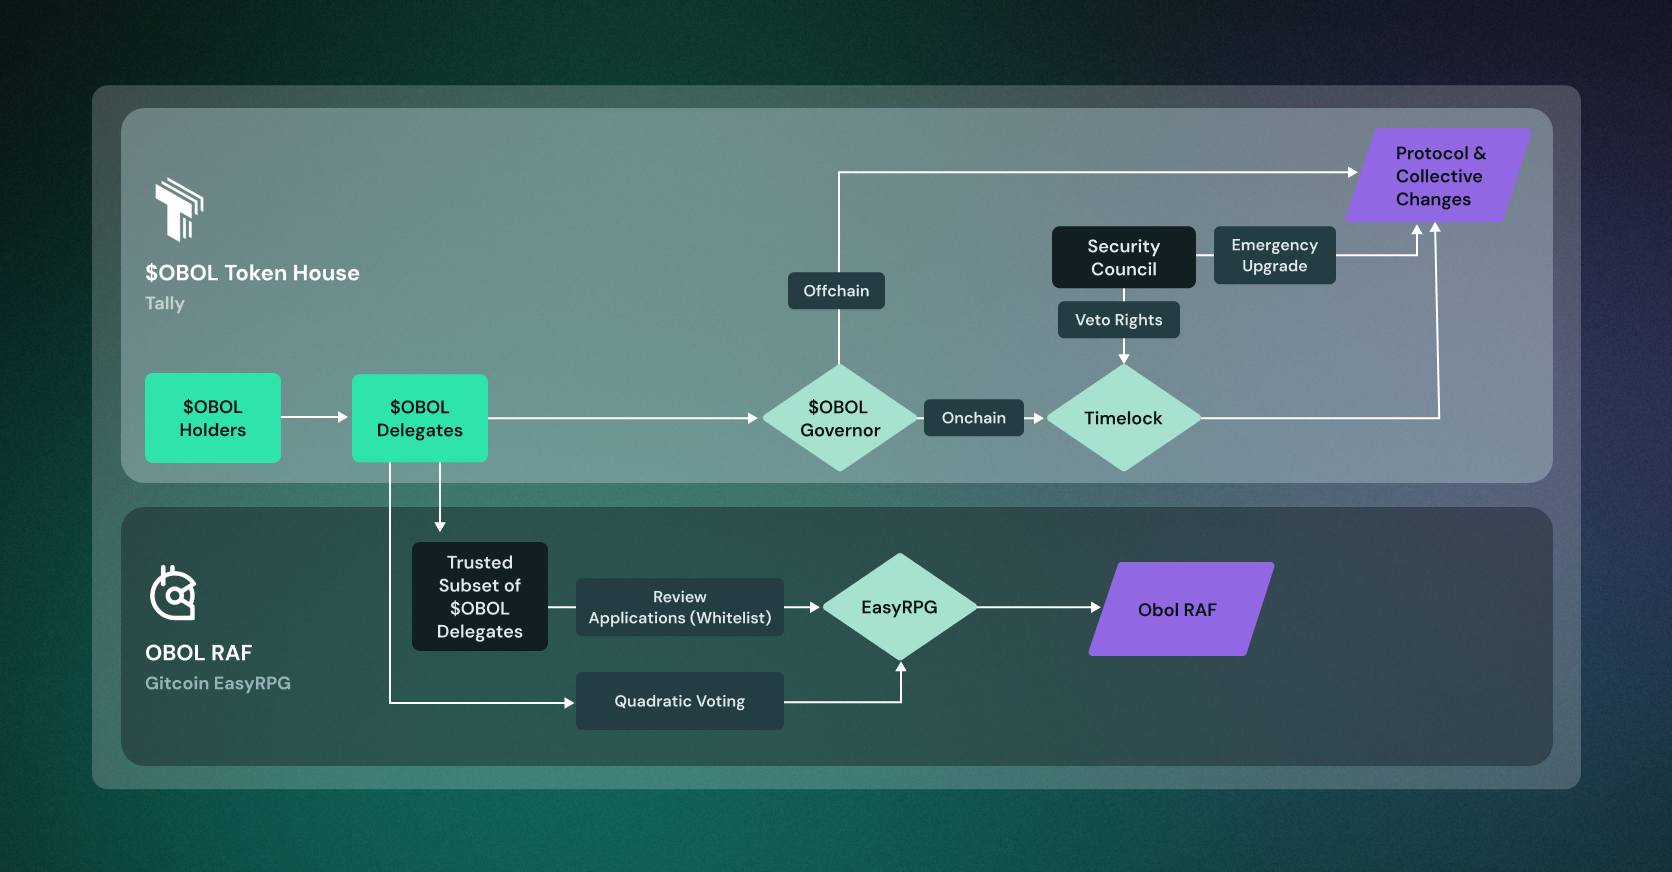 $OBOL Token House
Tally
$OBOL
Holders
$OBOL
Delegates
Offchain
$OBOL
Governor
Onchain
Security
Council
Emergency
Upgrade
Veto Rights
Timelock
Protocol &
Collective
Changes
OBOL RAF
Gitcoin EasyRPG
Trusted
Subset of
$OBOL
Delegates
Review
Applications (Whitelist)
Quadratic Voting
EasyRPG
Obol RAF